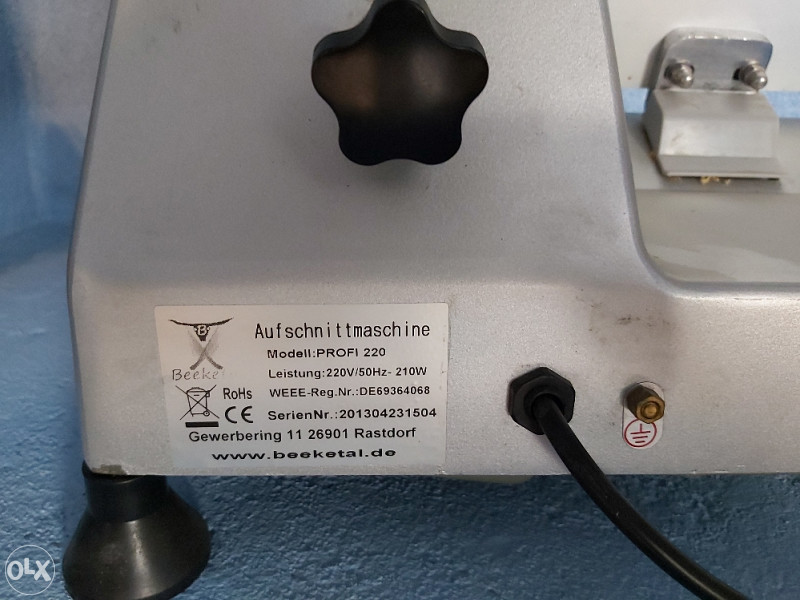 B
Beeketal
Aufschnittmaschine
Modell:PROFI 220
Leistung:220V/50Hz- 210W
WEEE-Reg.Nr.:DE69364068
RoHs
CE
SerienNr.:201304231504
Gewerbering 11 26901 Rastdorf
www.beeketal.de
OLX